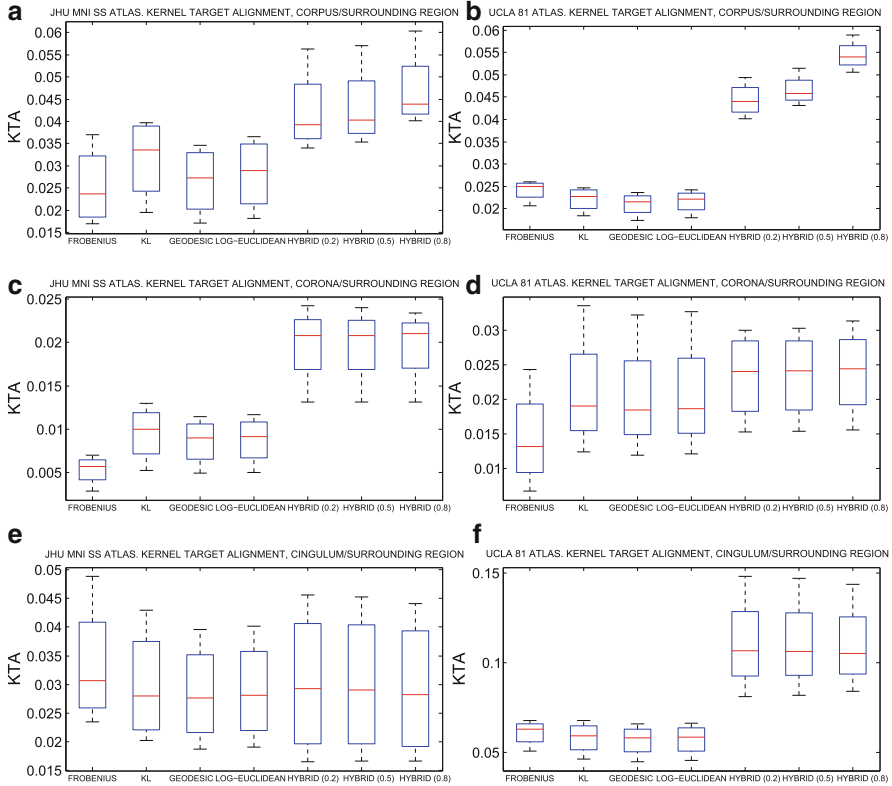 a
JHU MNI SS ATLAS. KERNEL TARGET ALIGNMENT, CORPUS/SURROUNDING REGION
0.06
0.055
0.05
0.045
0.04
0.035
0.03
0.025
0.02
0.015
KTA
FROBENIUS KL GEODESIC LOG−EUCLIDEAN HYBRID (0.2) HYBRID (0.5) HYBRID (0.8)
b
UCLA 81 ATLAS. KERNEL TARGET ALIGNMENT, CORPUS/SURROUNDING REGION
0.06
0.055
0.05
0.045
0.04
0.035
0.03
0.025
0.02
KTA
FROBENIUS KL GEODESIC LOG−EUCLIDEAN HYBRID (0.2) HYBRID (0.5) HYBRID (0.8)
c
JHU MNI SS ATLAS. KERNEL TARGET ALIGNMENT, CORONA/SURROUNDING REGION
0.025
0.02
0.015
0.01
0.005
KTA
FROBENIUS KL GEODESIC LOG−EUCLIDEAN HYBRID (0.2) HYBRID (0.5) HYBRID (0.8)
d
UCLA 81 ATLAS. KERNEL TARGET ALIGNMENT, CORONA/SURROUNDING REGION
0.03
0.025
0.02
0.015
0.01
KTA
FROBENIUS KL GEODESIC LOG−EUCLIDEAN HYBRID (0.2) HYBRID (0.5) HYBRID (0.8)
e
JHU MNI SS ATLAS. KERNEL TARGET ALIGNMENT, CINGULUM/SURROUNDING REGION
0.05
0.045
0.04
0.035
0.03
0.025
0.02
0.015
KTA
FROBENIUS KL GEODESIC LOG−EUCLIDEAN HYBRID (0.2) HYBRID (0.5) HYBRID (0.8)
f
UCLA 81 ATLAS. KERNEL TARGET ALIGNMENT, CINGULUM/SURROUNDING REGION
0.15
0.1
0.05
KTA
FROBENIUS KL GEODESIC LOG−EUCLIDEAN HYBRID (0.2) HYBRID (0.5) HYBRID (0.8)